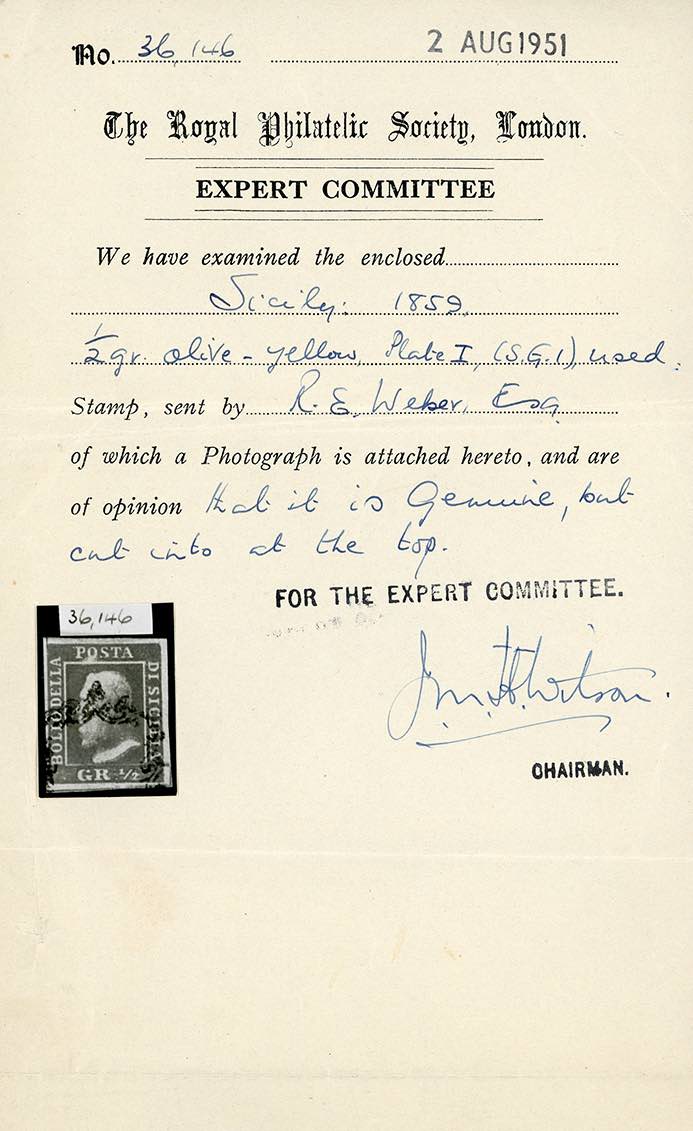 No. 36,146 2 AUG 1951
The Royal Philatelic Society, London.
EXPERT COMMITTEE
We have examined the enclosed
Sicily: 1859
½ gr. olive-yellow, Plate I, (S.G.1), used
Stamp, sent by R. E. Weber, Esq
of which a Photograph is attached hereto, and are
of opinion that it is Genuine, but
cut into at the top.
FOR THE EXPERT COMMITTEE.
36,146
POSTA
BOLLO DELLA
DI SICILIA
GR. ½
J.M.H. Wilson.
CHAIRMAN.